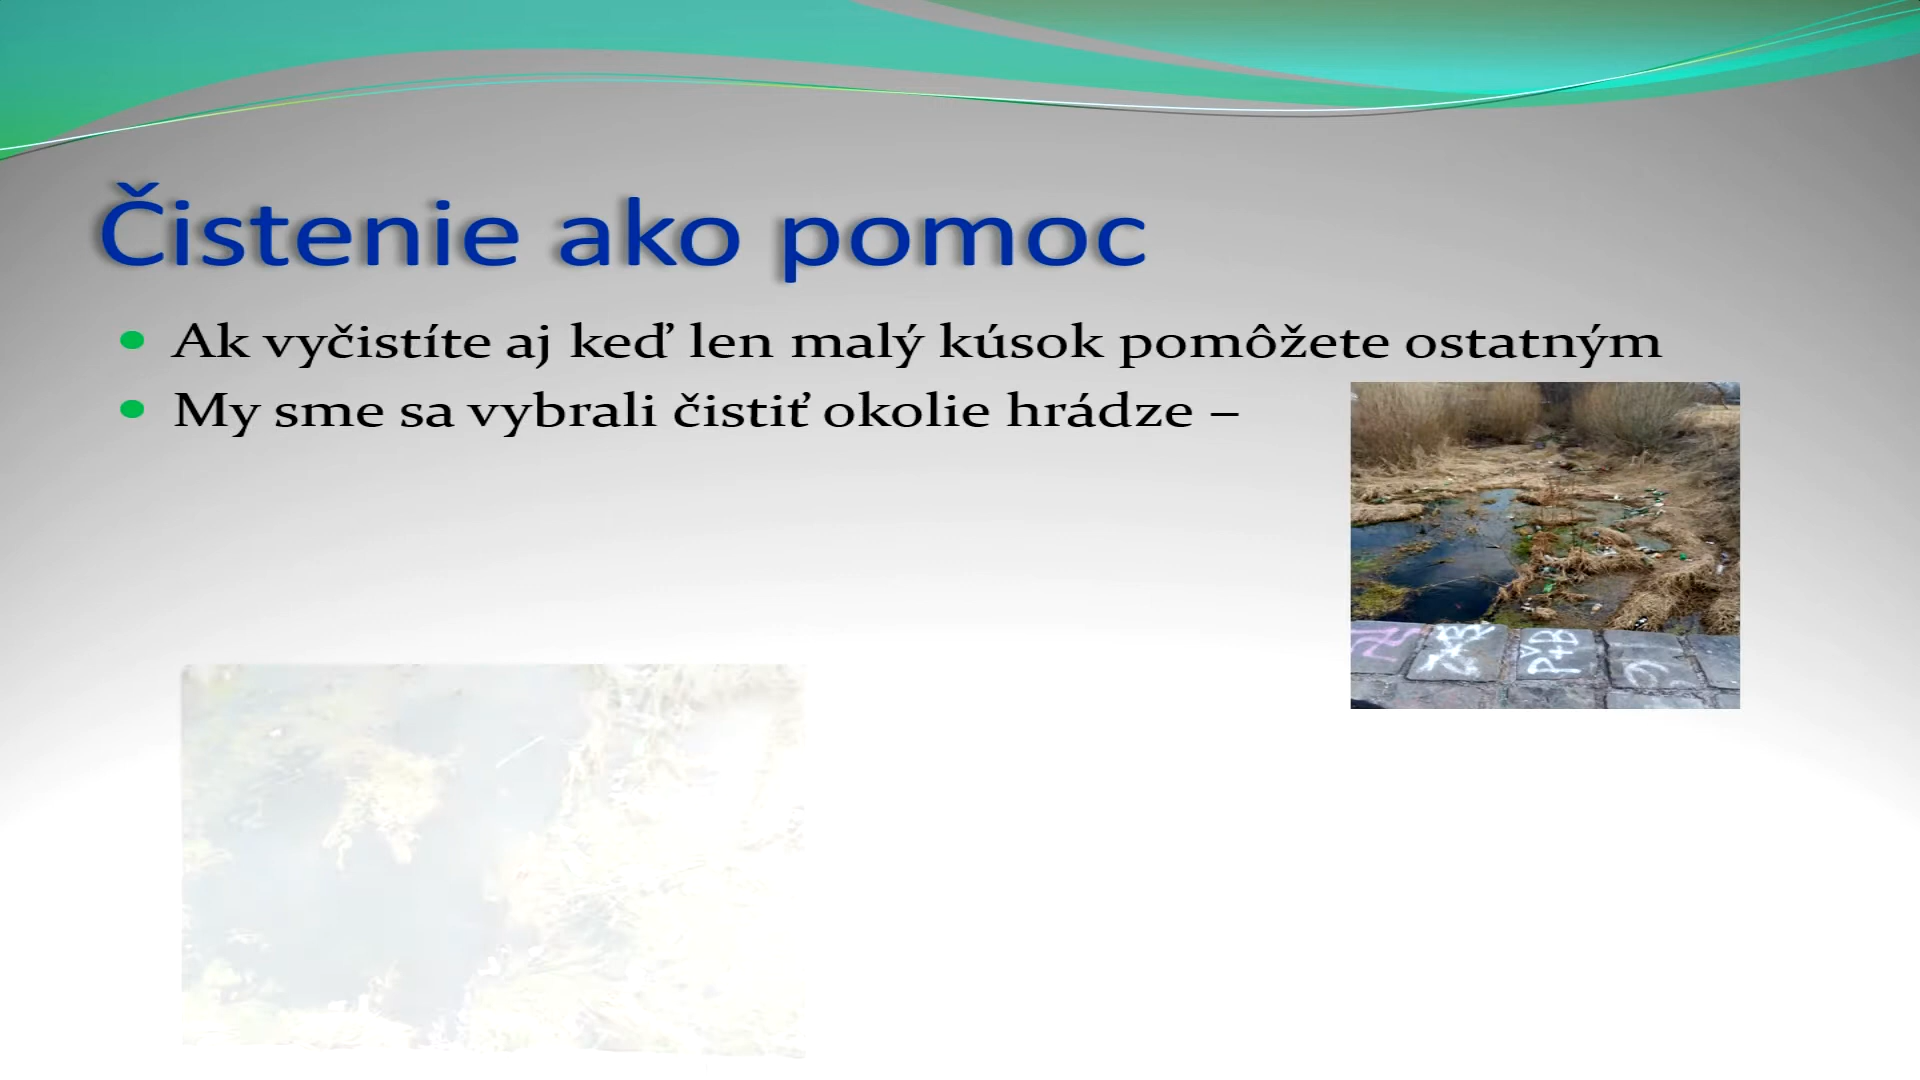 Čistenie ako pomoc
Ak vyčistíte aj keď len malý kúsok pomôžete ostatným
My sme sa vybrali čistiť okolie hrádze –
P+B